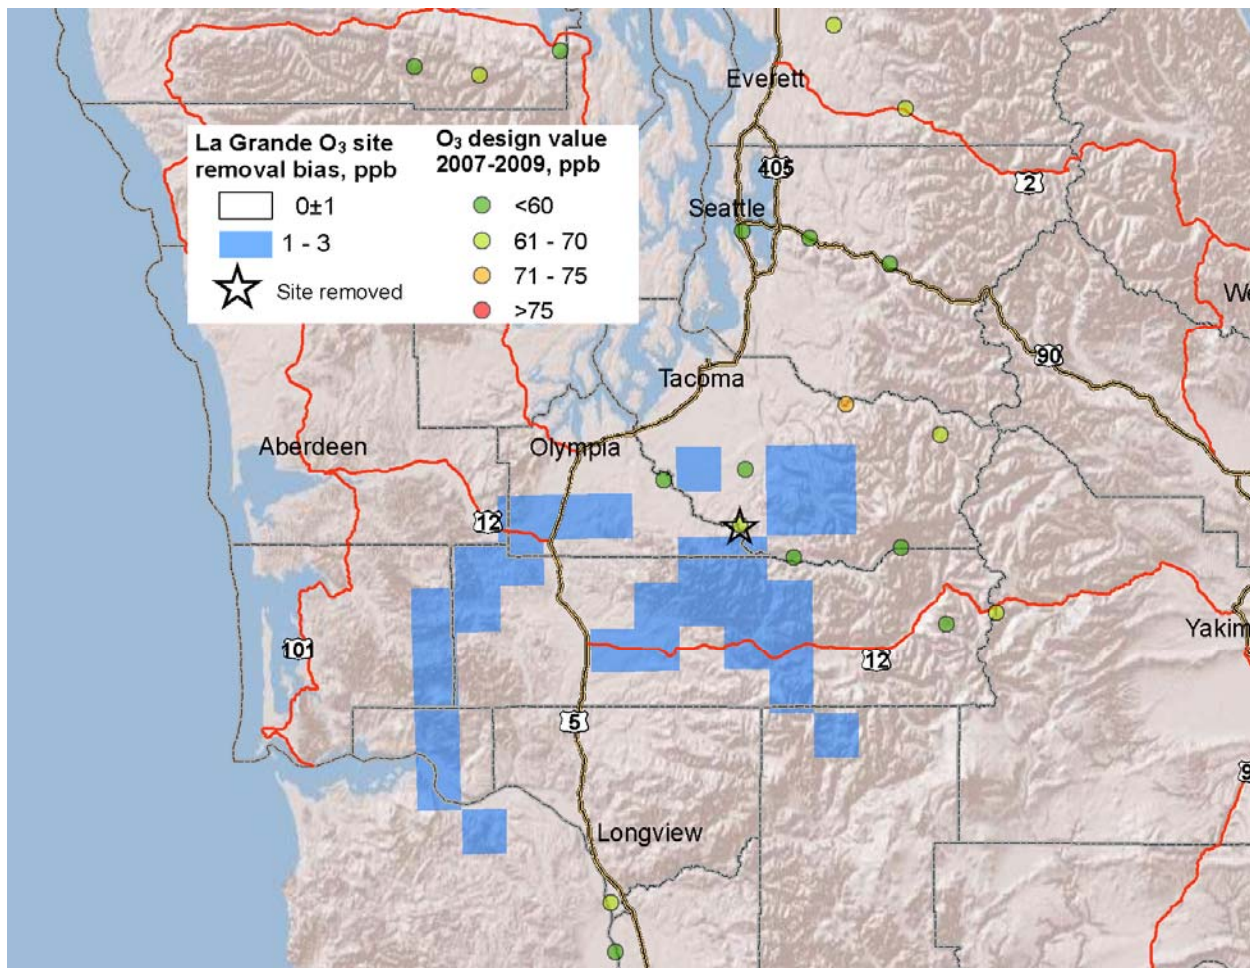 Everett
La Grande O₃ site
removal bias, ppb
0±1
1 - 3
Site removed
O₃ design value
2007-2009, ppb
<60
61 - 70
71 - 75
>75
405
2
Seattle
We
90
Tacoma
Aberdeen
Olympia
12
101
12
Yakim
5
9
Longview